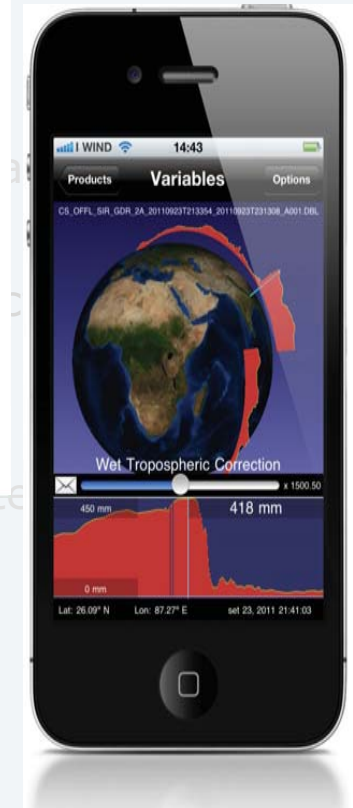 I WIND 14:43
Products Variables Options
CS_OFFL_SIR_GDR_2A_20110923T213354_20110923T231308_A001.DBL
Wet Tropospheric Correction
x 1500.50
450 mm 418 mm
0 mm
Lat: 26.09° N Lon: 87.27° E set 23, 2011 21:41:03